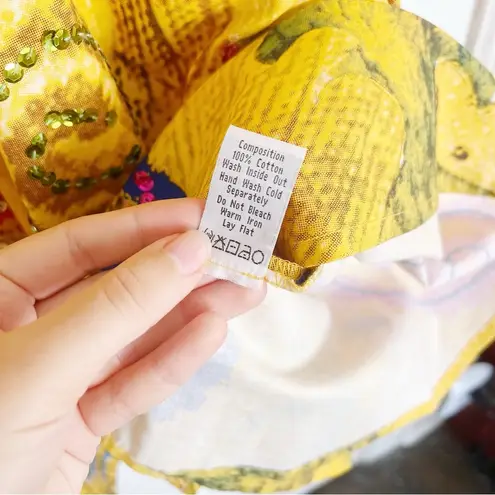 Composition
100% Cotton
Wash Inside Out
Hand Wash Cold
Separately
Do Not Bleach
Warm Iron
Lay Flat